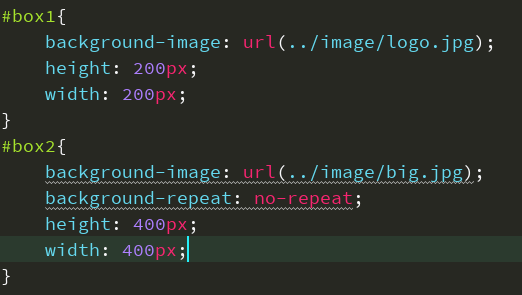 #box1{
    background-image: url(../image/logo.jpg);
    height: 200px;
    width: 200px;
}
#box2{
    background-image: url(../image/big.jpg);
    background-repeat: no-repeat;
    height: 400px;
    width: 400px;
}